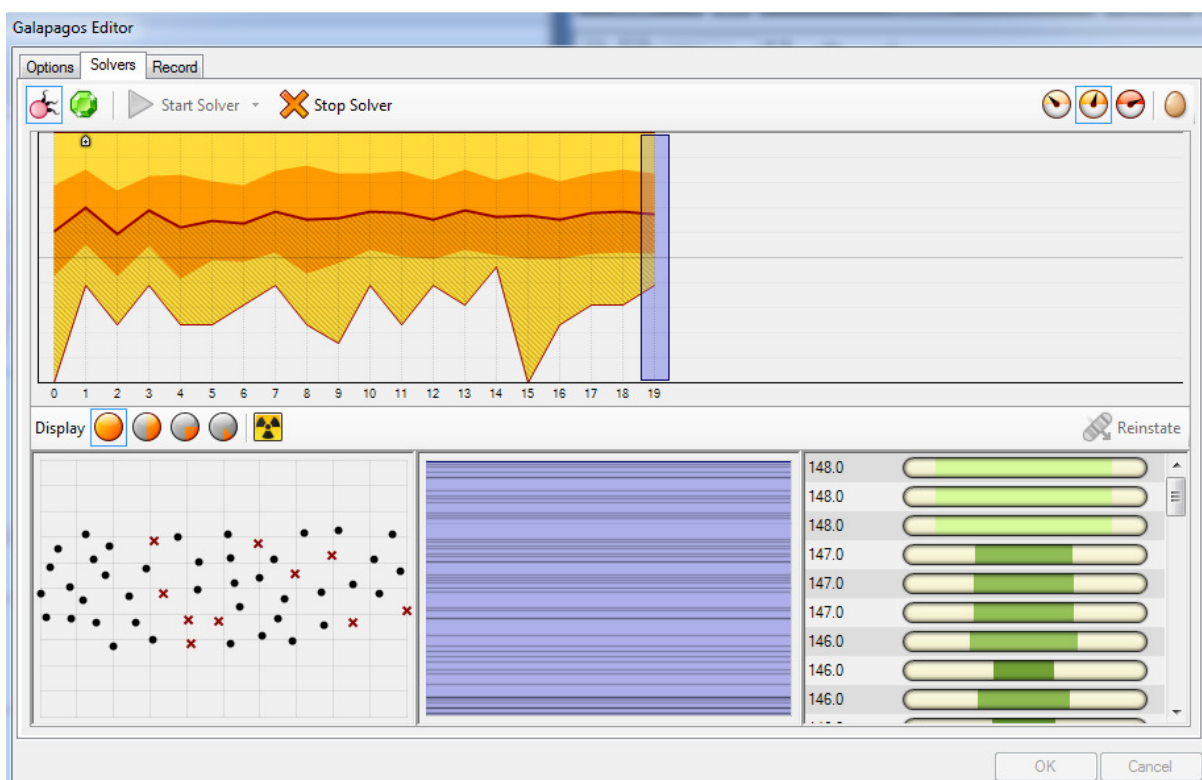 Galapagos Editor
Options Solvers Record
Start Solver Stop Solver
0 1 2 3 4 5 6 7 8 9 10 11 12 13 14 15 16 17 18 19
Display Reinstate
148.0
148.0
148.0
147.0
147.0
147.0
146.0
146.0
146.0
OK Cancel